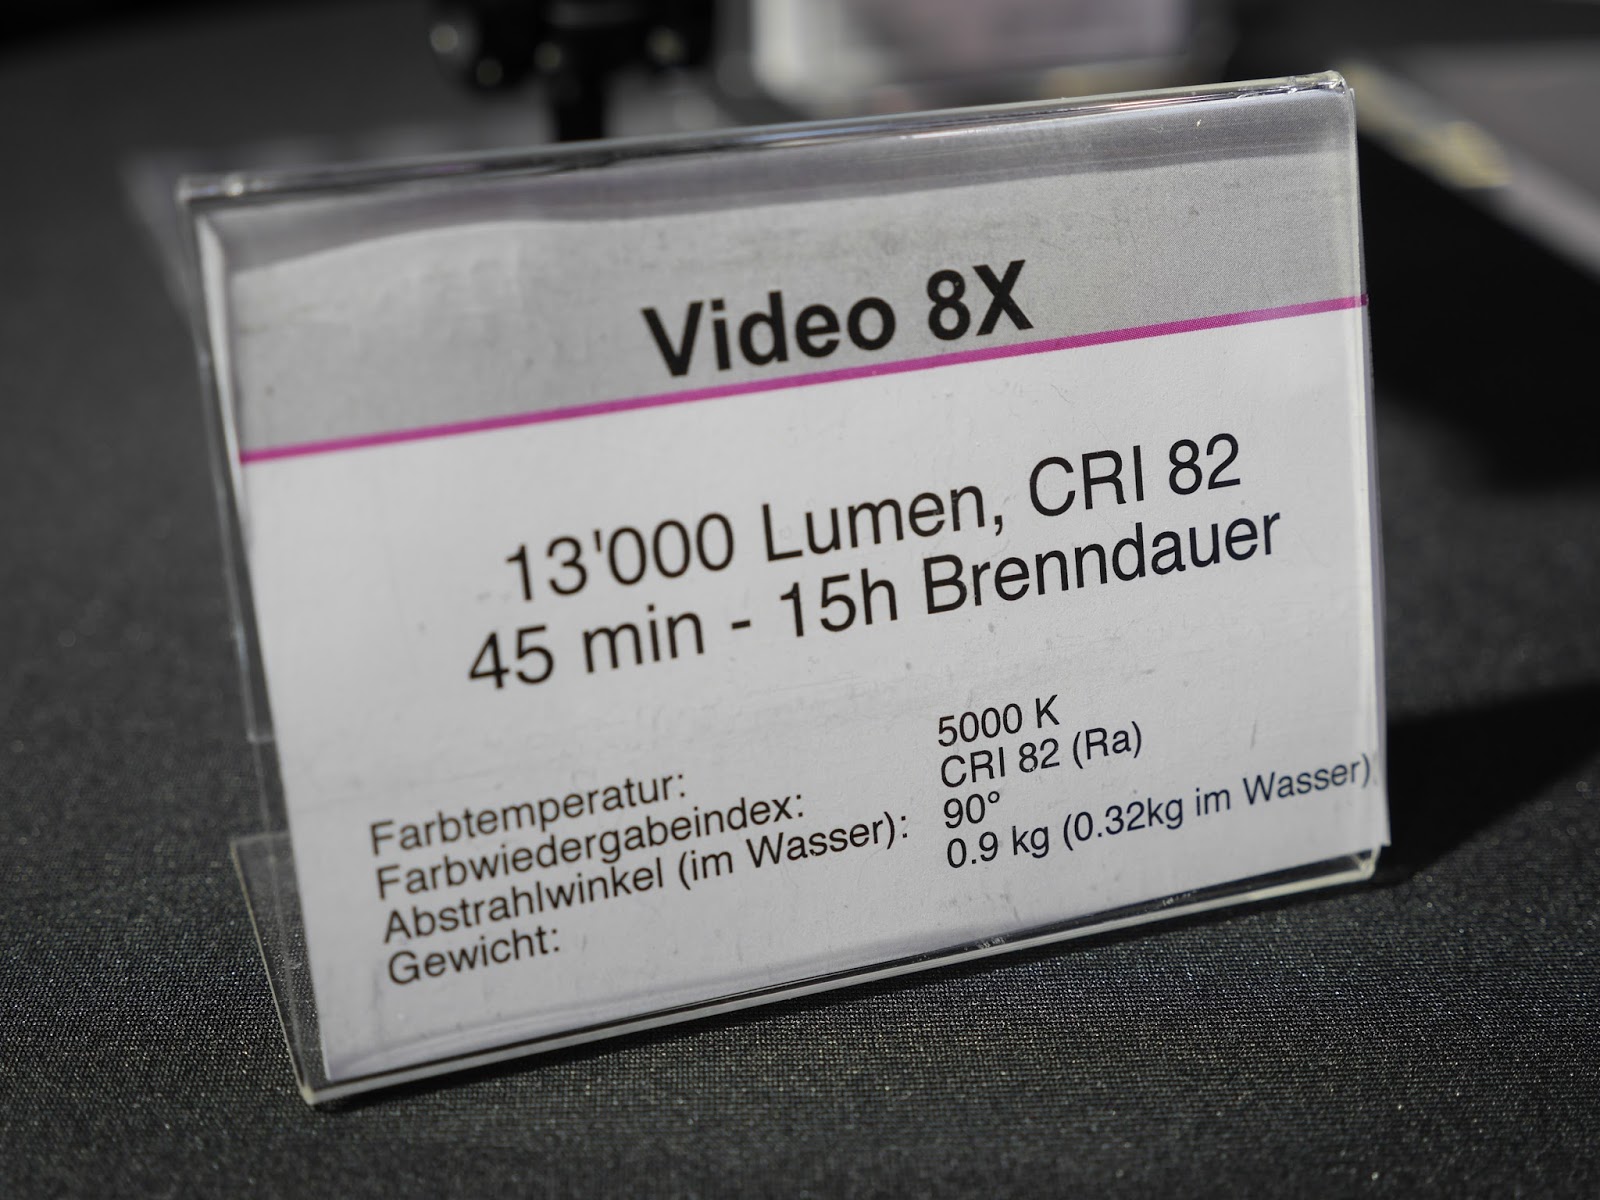 Video 8X
13'000 Lumen, CRI 82
45 min - 15h Brenndauer
Farbtemperatur: 5000 K
Farbwiedergabeindex: CRI 82 (Ra)
Abstrahlwinkel (im Wasser): 90°
Gewicht: 0.9 kg (0.32kg im Wasser)